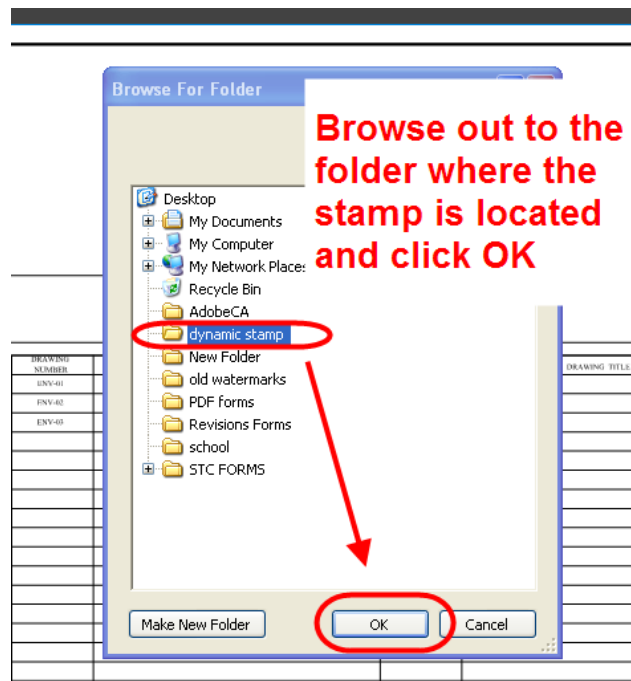 Browse For Folder
Browse out to the
folder where the
stamp is located
and click OK
Desktop
My Documents
My Computer
My Network Places
Recycle Bin
AdobeCA
dynamic stamp
New Folder
old watermarks
PDF forms
Revisions Forms
school
STC FORMS
DRAWING
NUMBER
ENV-01
ENV-02
ENV-03
DRAWING TITLE
Make New Folder
OK
Cancel